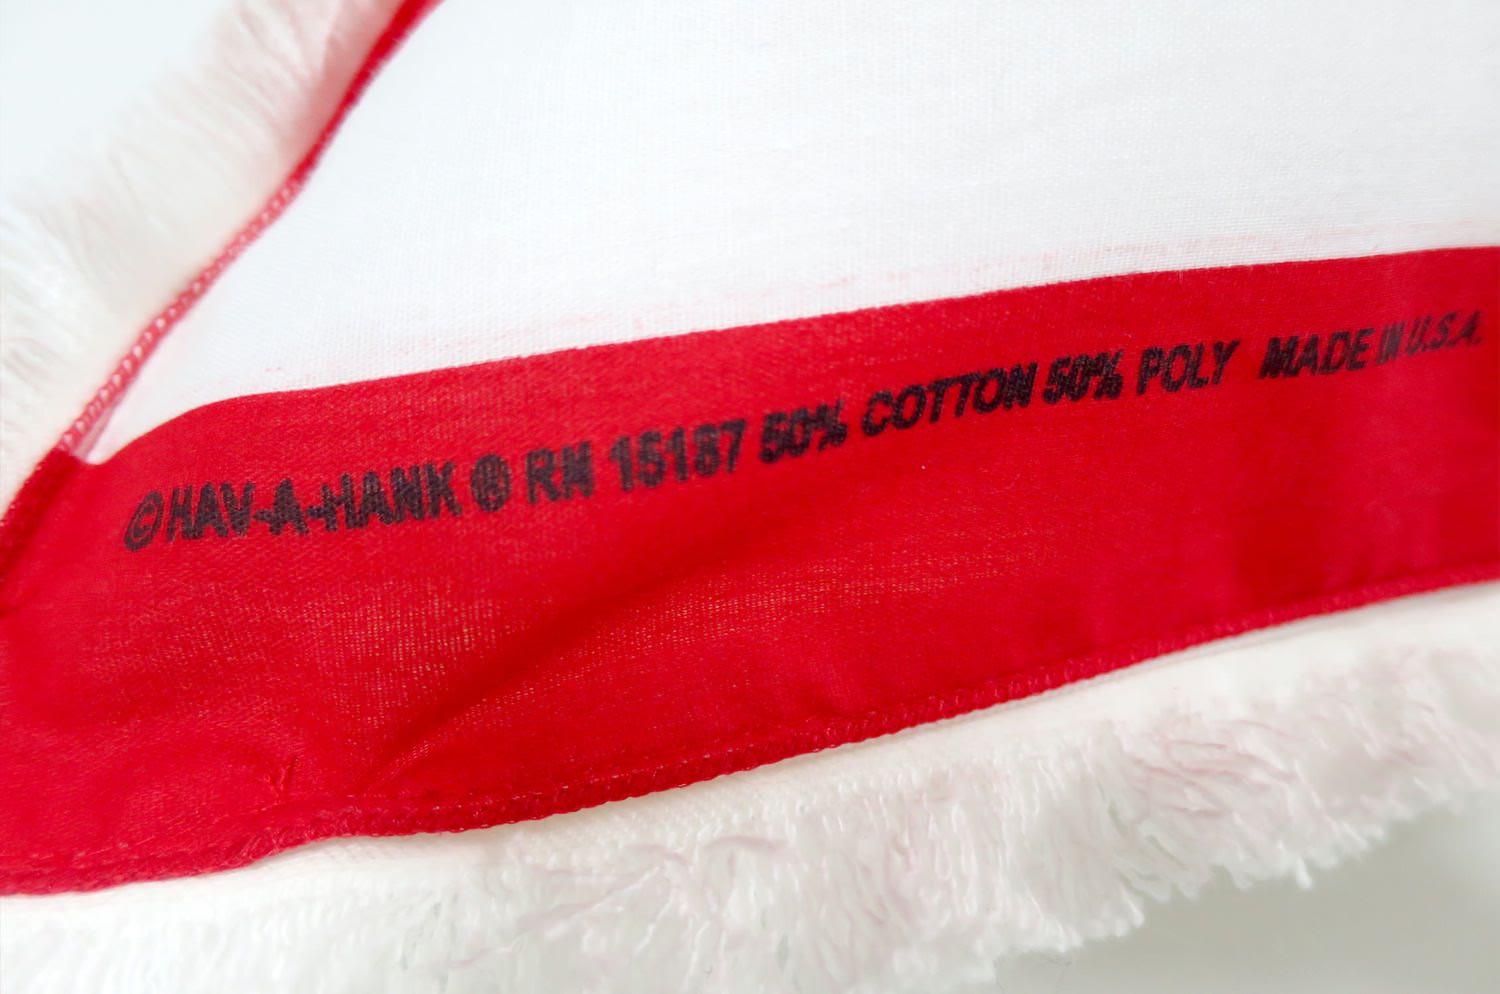 ©HAV-A-HANK ® RN 15187 50% COTTON 50% POLY MADE IN U.S.A.